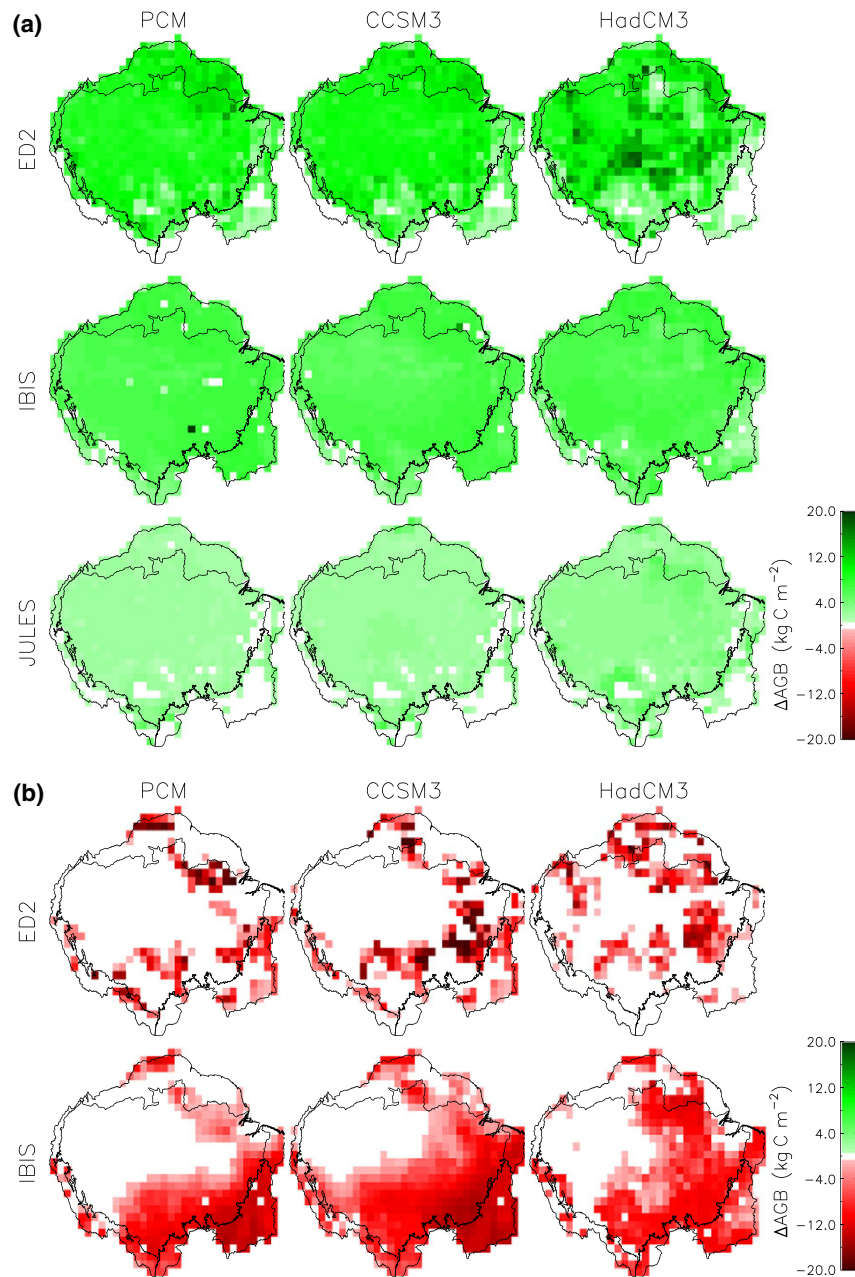 (a)
PCM CCSM3 HadCM3
ED2
IBIS
JULES
20.0
12.0
4.0
−4.0
−12.0
−20.0
ΔAGB (kg C m−2)
(b)
PCM CCSM3 HadCM3
ED2
IBIS
20.0
12.0
4.0
−4.0
−12.0
−20.0
ΔAGB (kg C m−2)